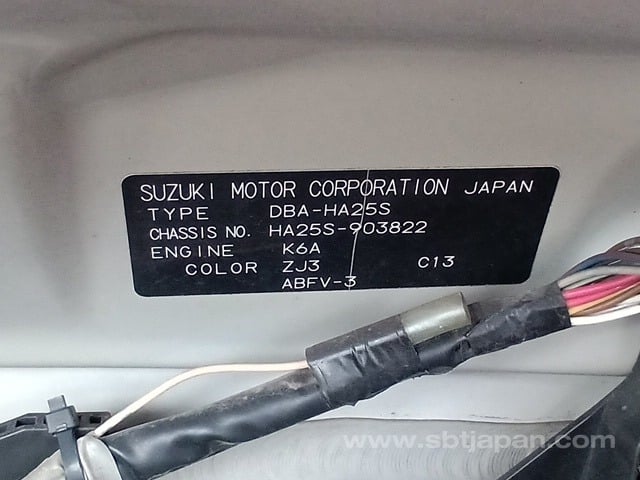 SUZUKI MOTOR CORPORATION JAPAN
TYPE DBA-HA25S
CHASSIS NO. HA25S-903822
ENGINE K6A
COLOR ZJ3 C13
ABFV-3
www.sbtjapan.com